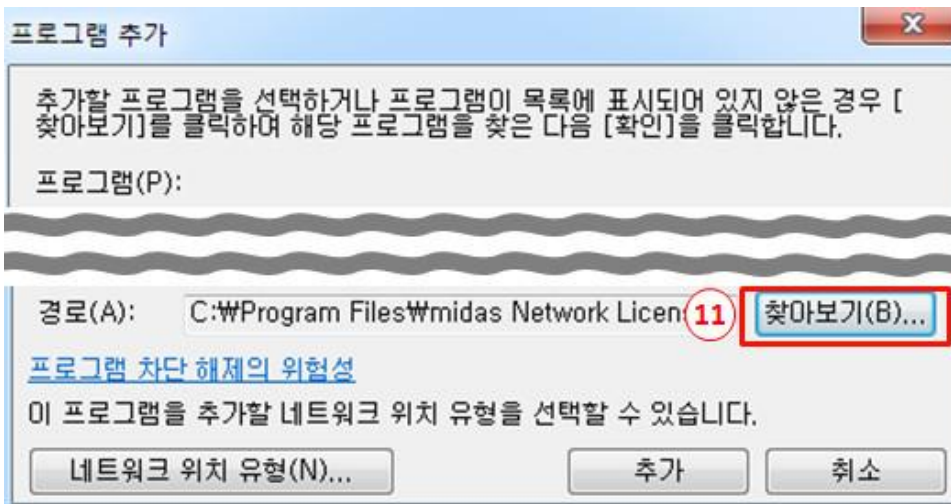 프로그램 추가
추가할 프로그램을 선택하거나 프로그램이 목록에 표시되어 있지 않은 경우 [
찾아보기]를 클릭하여 해당 프로그램을 찾은 다음 [확인]을 클릭합니다.
프로그램(P):
경로(A): C:₩Program Files₩midas Network Licen 11 찾아보기(B)...
프로그램 차단 해제의 위험성
이 프로그램을 추가할 네트워크 위치 유형을 선택할 수 있습니다.
네트워크 위치 유형(N)... 추가 취소